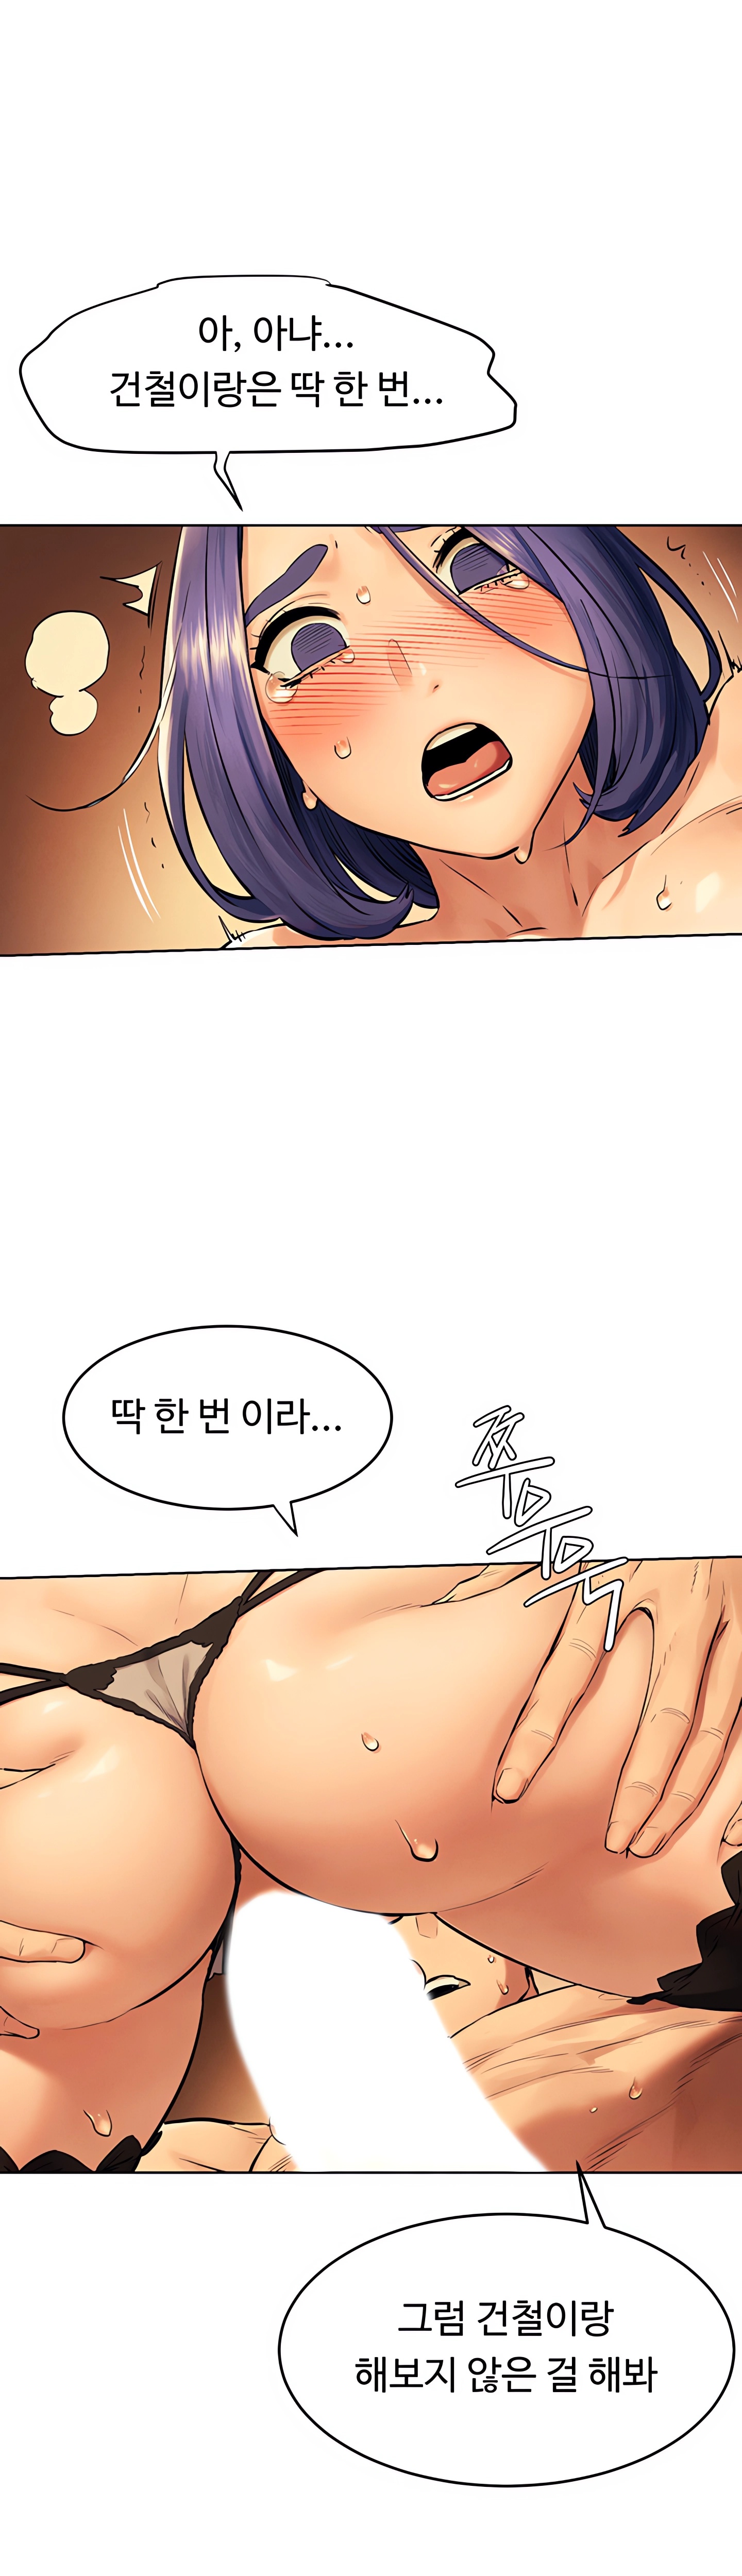 아, 아냐...
건철이랑은 딱 한 번...
딱 한 번 이라...
쯔으윽
그럼 건철이랑
해보지 않은 걸 해봐